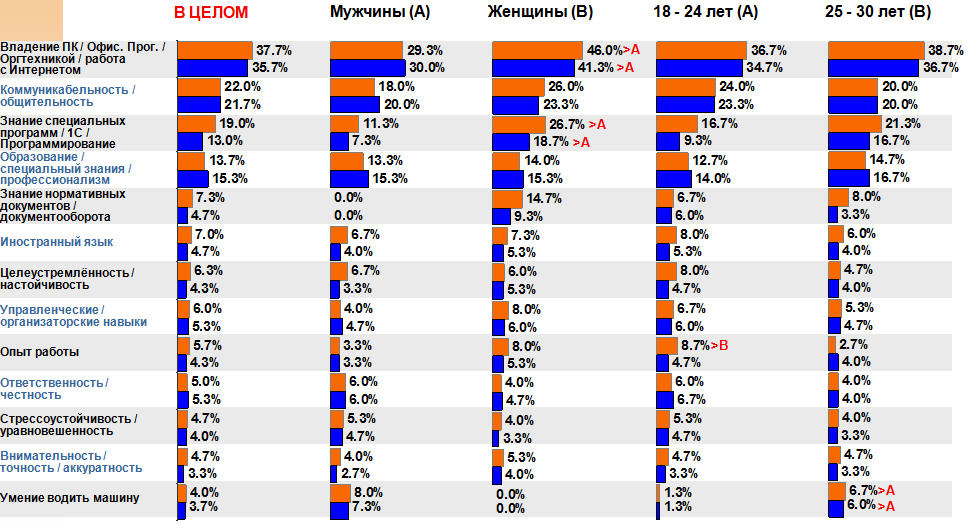 В ЦЕЛОМ Мужчины (А) Женщины (В) 18 - 24 лет (А) 25 - 30 лет (В)
Владение ПК / Офис. Прог. /
Оргтехникой / работа
с Интернетом
37.7% 29.3% 46.0%>A 36.7% 38.7%
35.7% 30.0% 41.3%>A 34.7% 36.7%
Коммуникабельность /
общительность
22.0% 18.0% 26.0% 24.0% 20.0%
21.7% 20.0% 23.3% 23.3% 20.0%
Знание специальных
программ / 1С /
Программирование
19.0% 11.3% 26.7% >A 16.7% 21.3%
13.0% 7.3% 18.7% >A 9.3% 16.7%
Образование /
специальный знания /
профессионализм
13.7% 13.3% 14.0% 12.7% 14.7%
15.3% 15.3% 15.3% 14.0% 16.7%
Знание нормативных
документов /
документооборота
7.3% 0.0% 14.7% 6.7% 8.0%
4.7% 0.0% 9.3% 6.0% 3.3%
Иностранный язык
7.0% 6.7% 7.3% 8.0% 6.0%
4.7% 4.0% 5.3% 5.3% 4.0%
Целеустремлённость /
настойчивость
6.3% 6.7% 6.0% 8.0% 4.7%
4.3% 3.3% 5.3% 4.7% 4.0%
Управленческие /
организаторские навыки
6.0% 4.0% 8.0% 6.7% 5.3%
5.3% 4.7% 6.0% 6.0% 4.7%
Опыт работы
5.7% 3.3% 8.0% 8.7%>B 2.7%
4.3% 3.3% 5.3% 4.7% 4.0%
Ответственность /
честность
5.0% 6.0% 4.0% 6.0% 4.0%
5.3% 6.0% 4.7% 6.7% 4.0%
Стрессоустойчивость /
уравновешенность
4.7% 5.3% 4.0% 5.3% 4.0%
4.0% 4.7% 3.3% 4.7% 3.3%
Внимательность /
точность / аккуратность
4.7% 4.0% 5.3% 4.7% 4.7%
3.3% 2.7% 4.0% 3.3% 3.3%
Умение водить машину
4.0% 8.0% 0.0% 1.3% 6.7%>A
3.7% 7.3% 0.0% 1.3% 6.0%>A